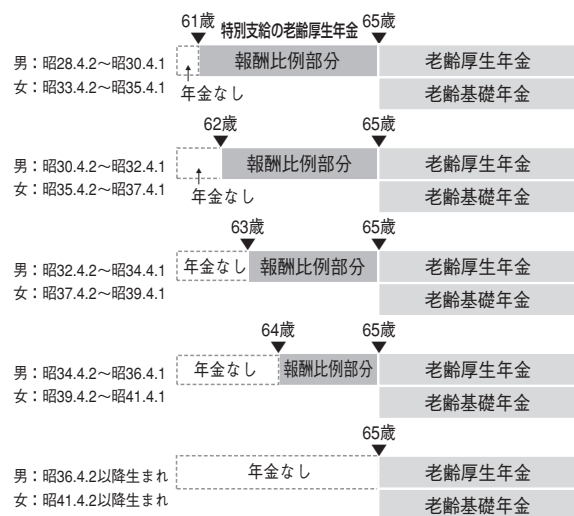 61歳 特別支給の老齢厚生年金 65歳
男：昭28.4.2～昭30.4.1 報酬比例部分 老齢厚生年金
女：昭33.4.2～昭35.4.1 年金なし 老齢基礎年金
62歳 65歳
男：昭30.4.2～昭32.4.1 報酬比例部分 老齢厚生年金
女：昭35.4.2～昭37.4.1 年金なし 老齢基礎年金
63歳 65歳
男：昭32.4.2～昭34.4.1 年金なし 報酬比例部分 老齢厚生年金
女：昭37.4.2～昭39.4.1 老齢基礎年金
64歳 65歳
男：昭34.4.2～昭36.4.1 年金なし 報酬比例部分 老齢厚生年金
女：昭39.4.2～昭41.4.1 老齢基礎年金
65歳
男：昭36.4.2以降生まれ 年金なし 老齢厚生年金
女：昭41.4.2以降生まれ 老齢基礎年金